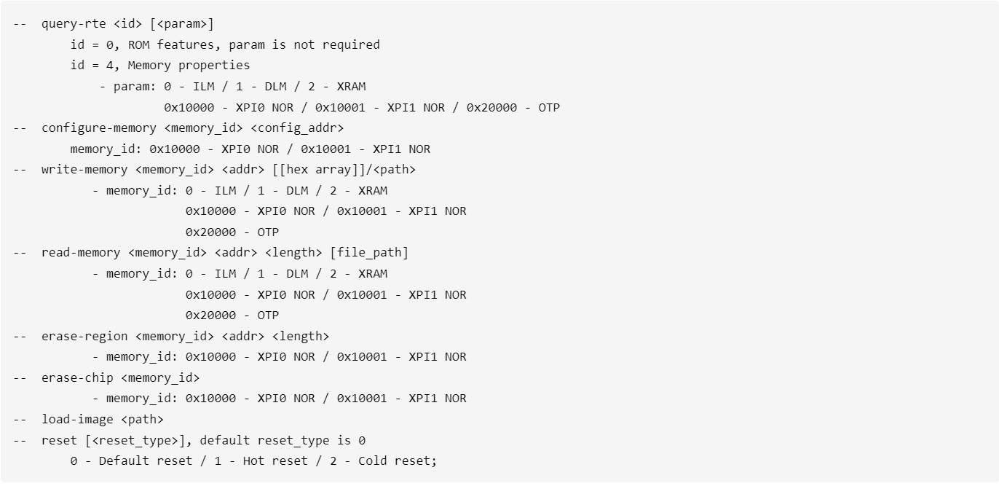 --  query-rte <id> [<param>]
        id = 0, ROM features, param is not required
        id = 4, Memory properties
            - param: 0 - ILM / 1 - DLM / 2 - XRAM
                     0x10000 - XPI0 NOR / 0x10001 - XPI1 NOR / 0x20000 - OTP
--  configure-memory <memory_id> <config_addr>
        memory_id: 0x10000 - XPI0 NOR / 0x10001 - XPI1 NOR
--  write-memory <memory_id> <addr> [[hex array]]/<path>
           - memory_id: 0 - ILM / 1 - DLM / 2 - XRAM
                        0x10000 - XPI0 NOR / 0x10001 - XPI1 NOR
                        0x20000 - OTP
--  read-memory <memory_id> <addr> <length> [file_path]
           - memory_id: 0 - ILM / 1 - DLM / 2 - XRAM
                        0x10000 - XPI0 NOR / 0x10001 - XPI1 NOR
                        0x20000 - OTP
--  erase-region <memory_id> <addr> <length>
           - memory_id: 0x10000 - XPI0 NOR / 0x10001 - XPI1 NOR
--  erase-chip <memory_id>
           - memory_id: 0x10000 - XPI0 NOR / 0x10001 - XPI1 NOR
--  load-image <path>
--  reset [<reset_type>], default reset_type is 0
        0 - Default reset / 1 - Hot reset / 2 - Cold reset;